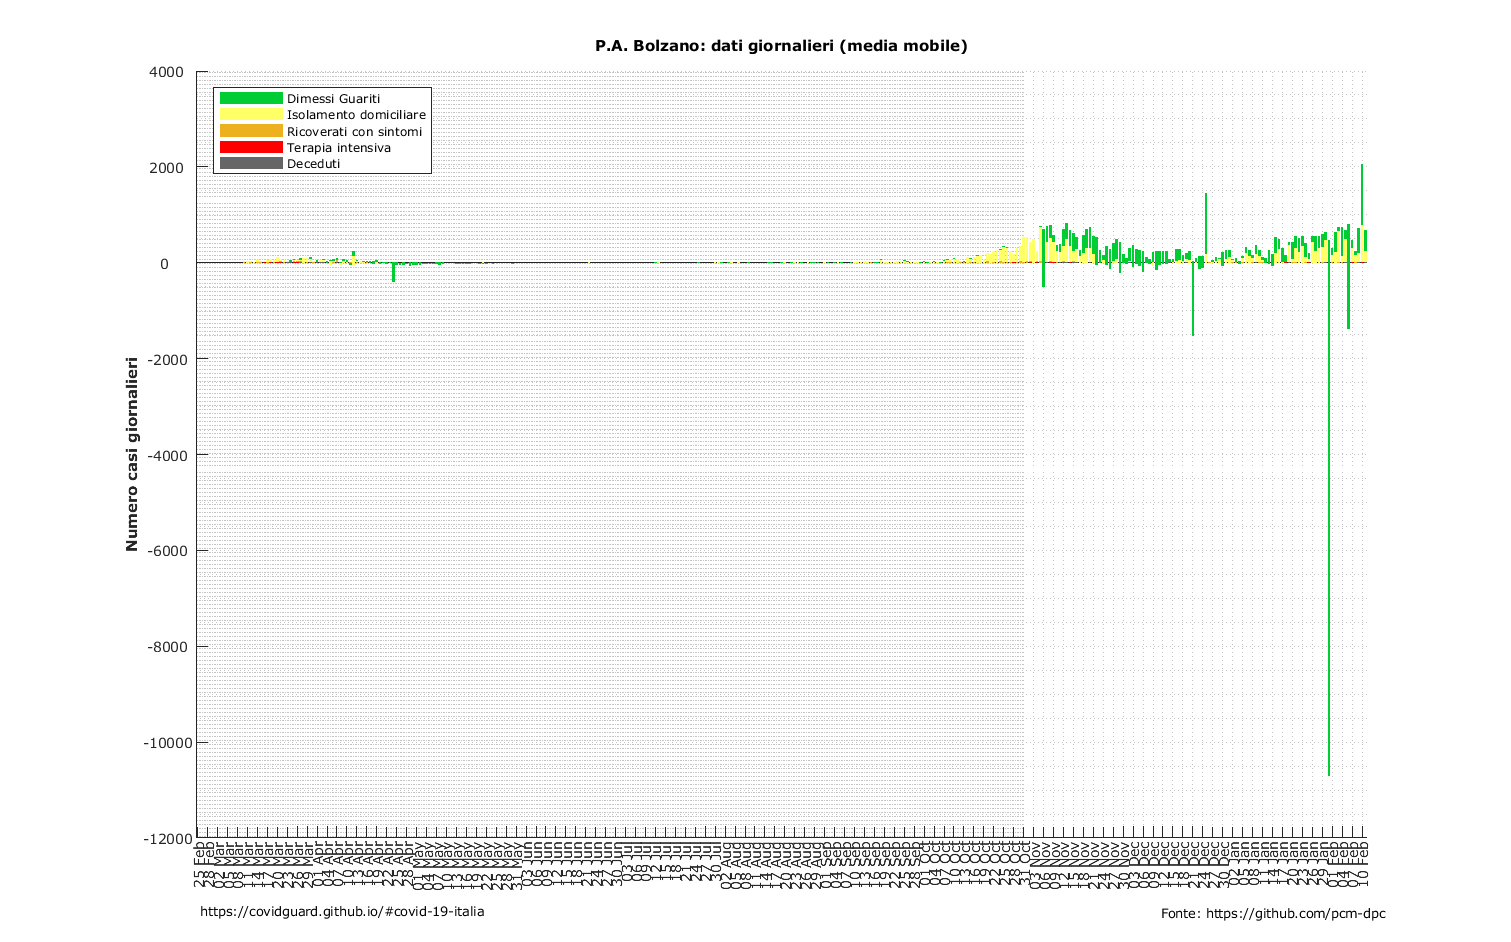 P.A. Bolzano: dati giornalieri (media mobile)
4000
2000
0
-2000
-4000
-6000
-8000
-10000
-12000
Numero casi giornalieri
Dimessi Guariti
Isolamento domiciliare
Ricoverati con sintomi
Terapia intensiva
Deceduti
25 Feb
28 Feb
02 Mar
05 Mar
08 Mar
11 Mar
14 Mar
17 Mar
20 Mar
23 Mar
26 Mar
29 Mar
01 Apr
04 Apr
07 Apr
10 Apr
13 Apr
16 Apr
19 Apr
22 Apr
25 Apr
28 Apr
01 May
04 May
07 May
10 May
13 May
16 May
19 May
22 May
25 May
28 May
31 May
03 Jun
06 Jun
09 Jun
12 Jun
15 Jun
18 Jun
21 Jun
24 Jun
27 Jun
30 Jun
03 Jul
06 Jul
09 Jul
12 Jul
15 Jul
18 Jul
21 Jul
24 Jul
27 Jul
30 Jul
02 Aug
05 Aug
08 Aug
11 Aug
14 Aug
17 Aug
20 Aug
23 Aug
26 Aug
29 Aug
01 Sep
04 Sep
07 Sep
10 Sep
13 Sep
16 Sep
19 Sep
22 Sep
25 Sep
28 Sep
01 Oct
04 Oct
07 Oct
10 Oct
13 Oct
16 Oct
19 Oct
22 Oct
25 Oct
28 Oct
31 Oct
03 Nov
06 Nov
09 Nov
12 Nov
15 Nov
18 Nov
21 Nov
24 Nov
27 Nov
30 Nov
03 Dec
06 Dec
09 Dec
12 Dec
15 Dec
18 Dec
21 Dec
24 Dec
27 Dec
30 Dec
02 Jan
05 Jan
08 Jan
11 Jan
14 Jan
17 Jan
20 Jan
23 Jan
26 Jan
29 Jan
01 Feb
04 Feb
07 Feb
10 Feb
https://covidguard.github.io/#covid-19-italia
Fonte: https://github.com/pcm-dpc